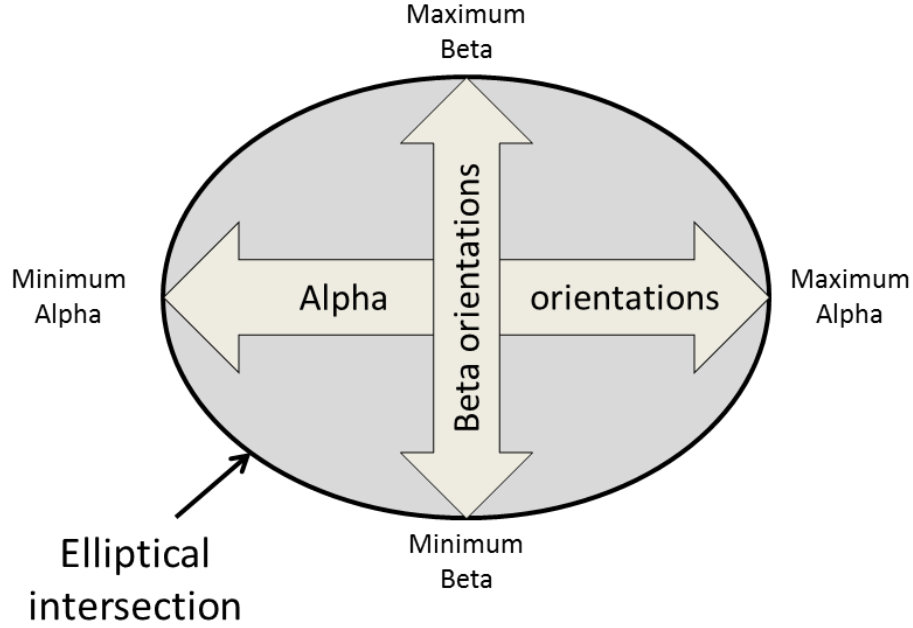 Maximum
Beta
Beta orientations
Minimum
Alpha
Alpha orientations
Maximum
Alpha
Elliptical
intersection
Minimum
Beta